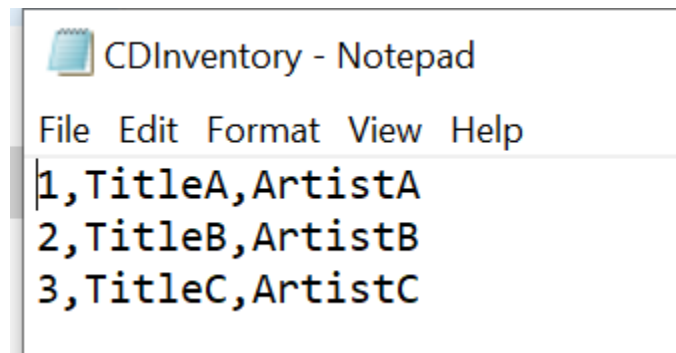 CDInventory - Notepad
File Edit Format View Help
1,TitleA,ArtistA
2,TitleB,ArtistB
3,TitleC,ArtistC